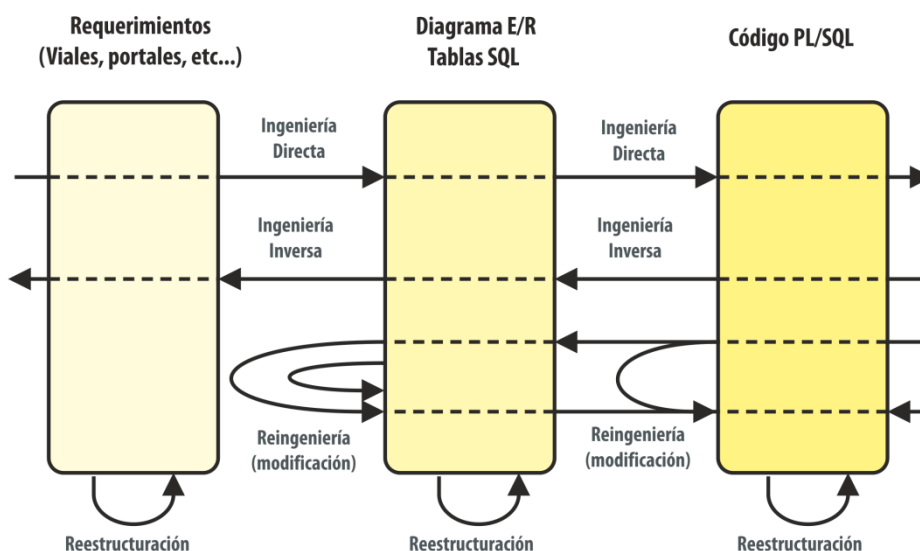 Requerimientos
(Viales, portales, etc...)
Diagrama E/R
Tablas SQL
Código PL/SQL
Ingeniería
Directa
Ingeniería
Directa
Ingeniería
Inversa
Ingeniería
Inversa
Reingeniería
(modificación)
Reingeniería
(modificación)
Reestructuración
Reestructuración
Reestructuración